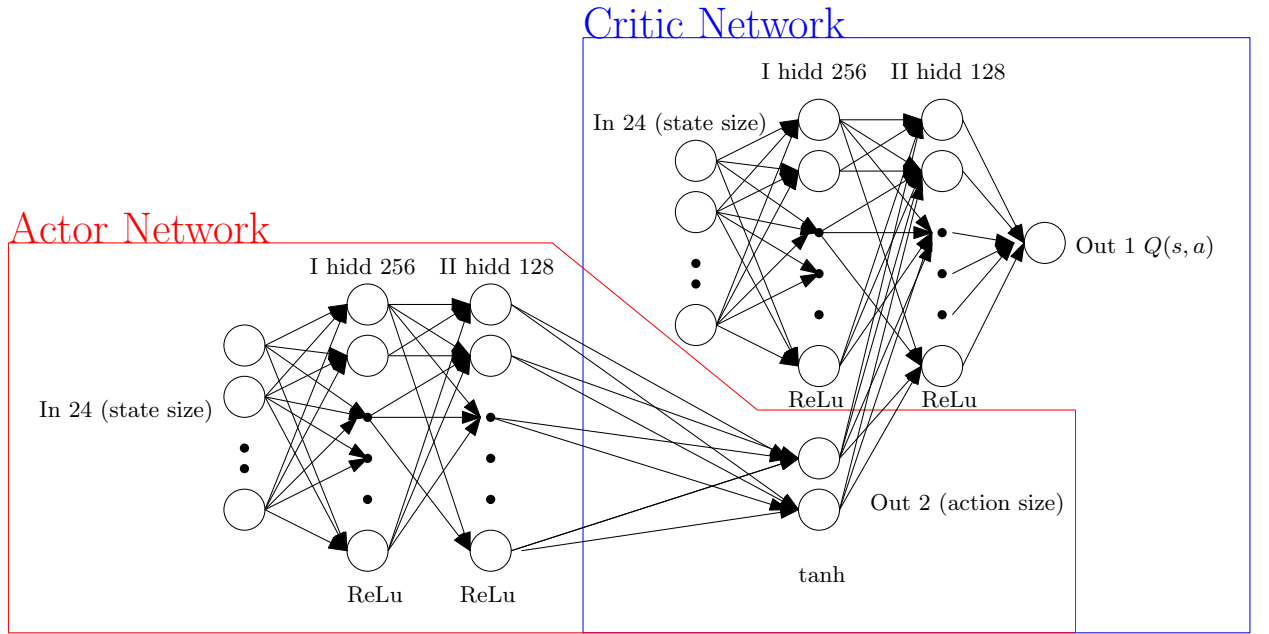 Critic Network
I hidd 256 II hidd 128
In 24 (state size)
Out 1 Q(s, a)
ReLu ReLu
Actor Network
I hidd 256 II hidd 128
In 24 (state size)
Out 2 (action size)
tanh
ReLu ReLu